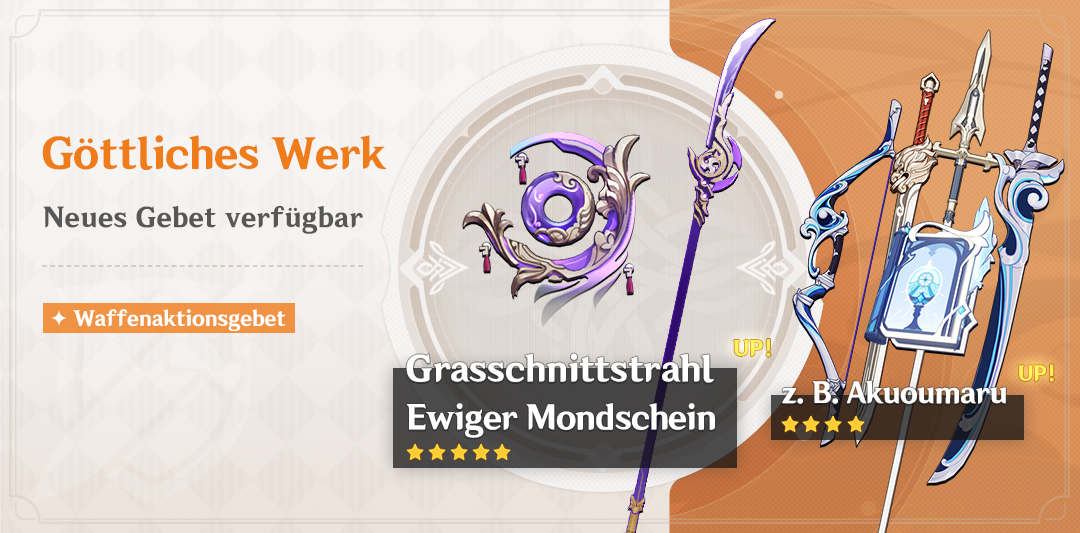 Göttliches Werk
Neues Gebet verfügbar
✦ Waffenaktionsgebet
UP!
Grasschnittstrahl
Ewiger Mondschein
UP!
z. B. Akuoumaru